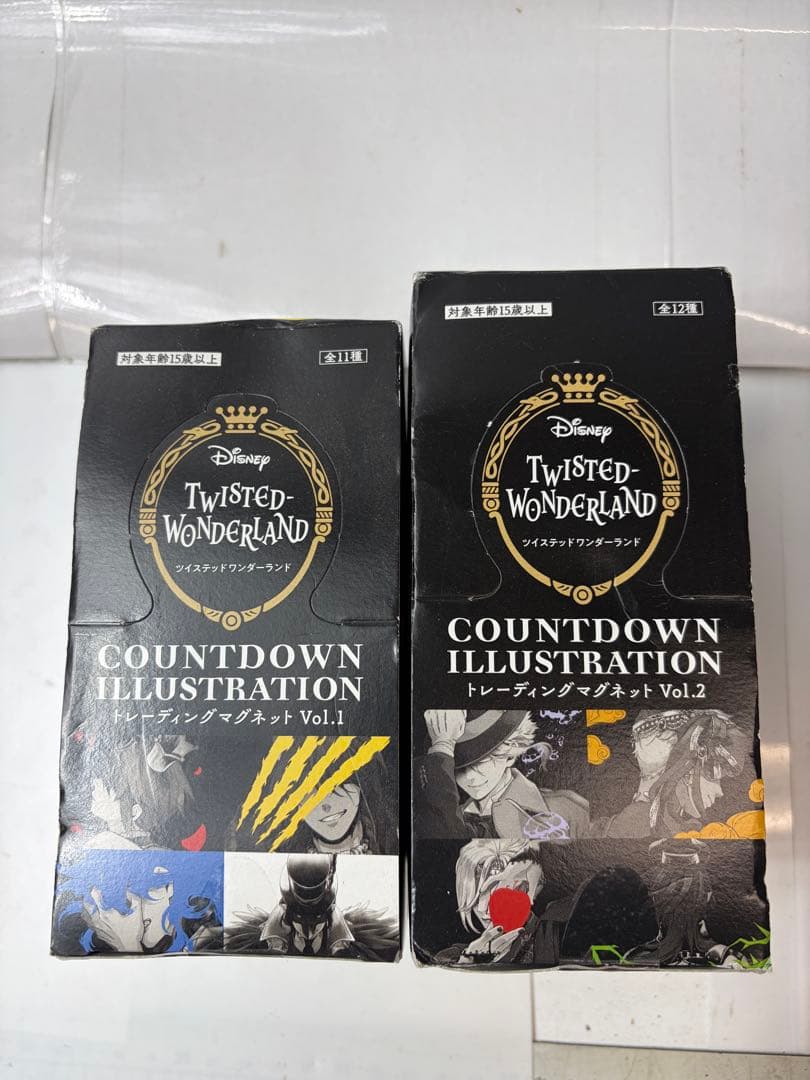 対象年齢15歳以上
全11種
Disney
TWISTED-
WONDERLAND
ツイステッドワンダーランド
COUNTDOWN
ILLUSTRATION
トレーディングマグネット Vol.1
対象年齢15歳以上
全12種
Disney
TWISTED-
WONDERLAND
ツイステッドワンダーランド
COUNTDOWN
ILLUSTRATION
トレーディングマグネット Vol.2